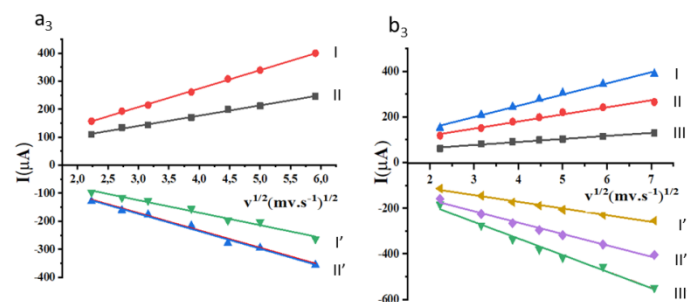 a3
I(µA)
400
300
200
100
0
-100
-200
-300
-400
2,0 2,5 3,0 3,5 4,0 4,5 5,0 5,5 6,0
v1/2(mv.s-1)1/2
I
II
I’
II’
b3
I(µA)
400
200
0
-200
-400
-600
2 3 4 5 6 7
v1/2(mv.s-1)1/2
I
II
III
I’
II’
III